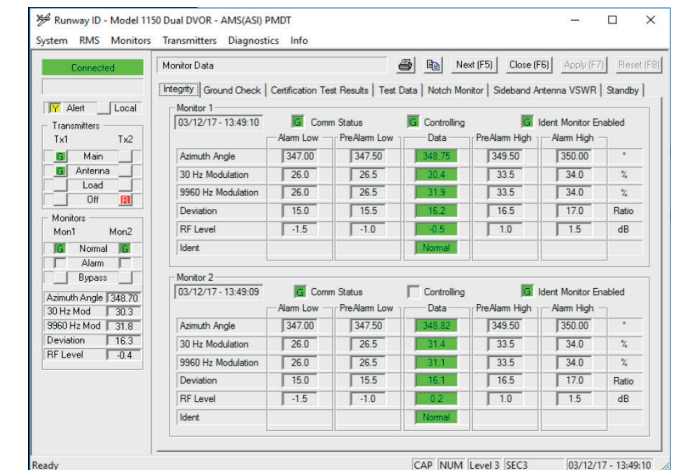 Runway ID - Model 1150 Dual DVOR - AMS(ASI) PMDT
System RMS Monitors Transmitters Diagnostics Info
Connected
Monitor Data Next (F5) Close (F6) Apply (F7) Reset (F8)
Integrity Ground Check Certification Test Results Test Data Notch Monitor Sideband Antenna VSWR Standby
Y Alert Local
Transmitters
Tx1 Tx2
G Main
G Antenna
Load
Off R
Monitors
Mon1 Mon2
G Normal G
Alarm
Bypass
Azimuth Angle 348.70
30 Hz Mod 30.3
9960 Hz Mod 31.8
Deviation 16.3
RF Level -0.4
Monitor 1
03/12/17 - 13:49:10 G Comm Status G Controlling G Ident Monitor Enabled
Alarm Low PreAlarm Low Data PreAlarm High Alarm High
Azimuth Angle 347.00 347.50 348.75 349.50 350.00 °
30 Hz Modulation 26.0 26.5 30.4 33.5 34.0 %
9960 Hz Modulation 26.0 26.5 31.9 33.5 34.0 %
Deviation 15.0 15.5 16.2 16.5 17.0 Ratio
RF Level -1.5 -1.0 -0.5 1.0 1.5 dB
Ident Normal
Monitor 2
03/12/17 - 13:49:09 G Comm Status Controlling G Ident Monitor Enabled
Alarm Low PreAlarm Low Data PreAlarm High Alarm High
Azimuth Angle 347.00 347.50 348.82 349.50 350.00 °
30 Hz Modulation 26.0 26.5 31.4 33.5 34.0 %
9960 Hz Modulation 26.0 26.5 31.1 33.5 34.0 %
Deviation 15.0 15.5 16.1 16.5 17.0 Ratio
RF Level -1.5 -1.0 0.2 1.0 1.5 dB
Ident Normal
Ready CAP NUM Level 3 SEC3 03/12/17 - 13:49:10